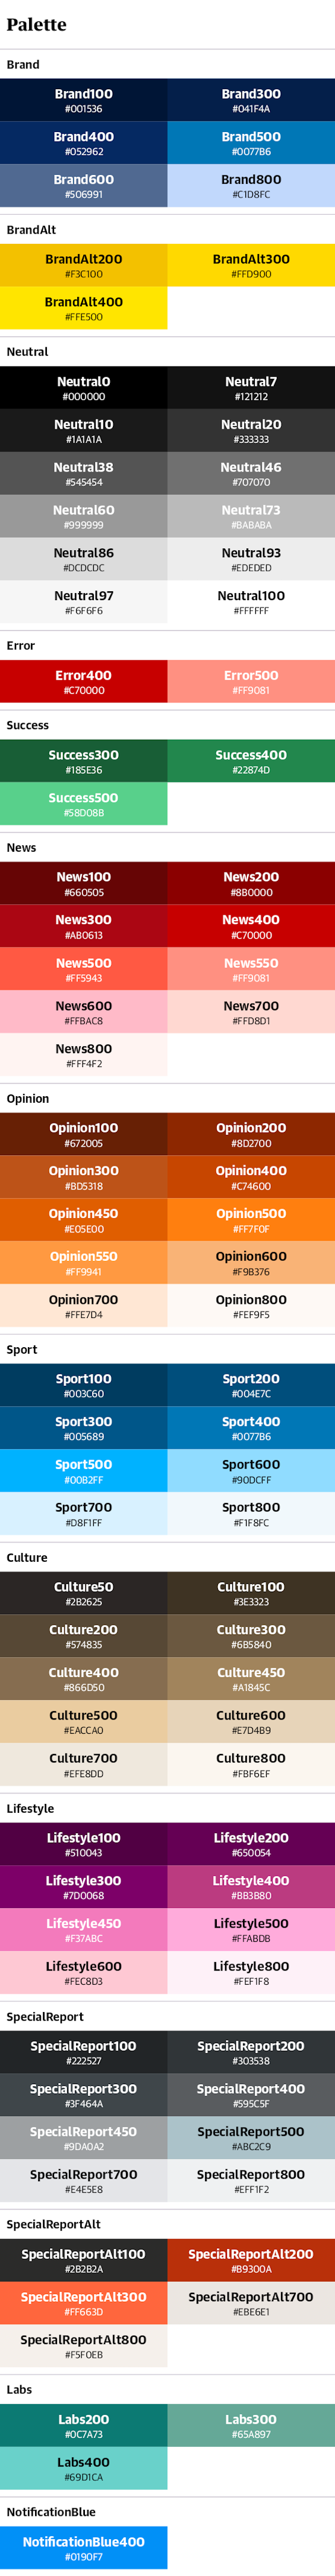 Palette
Brand
Brand100
#001536
Brand300
#041F4A
Brand400
#052962
Brand500
#0077B6
Brand600
#506991
Brand800
#C1D8FC
BrandAlt
BrandAlt200
#F3C100
BrandAlt300
#FFD900
BrandAlt400
#FFE500
Neutral
Neutral0
#000000
Neutral7
#121212
Neutral10
#1A1A1A
Neutral20
#333333
Neutral38
#545454
Neutral46
#707070
Neutral60
#999999
Neutral73
#BABABA
Neutral86
#DCDCDC
Neutral93
#EDEDED
Neutral97
#F6F6F6
Neutral100
#FFFFFF
Error
Error400
#C70000
Error500
#FF9081
Success
Success300
#185E36
Success400
#22874D
Success500
#58D08B
News
News100
#660505
News200
#8B0000
News300
#AB0613
News400
#C70000
News500
#FF5943
News550
#FF9081
News600
#FFBAC8
News700
#FFD8D1
News800
#FFF4F2
Opinion
Opinion100
#672005
Opinion200
#8D2700
Opinion300
#BD5318
Opinion400
#C74600
Opinion450
#E05E00
Opinion500
#FF7F0F
Opinion550
#FF9941
Opinion600
#F9B376
Opinion700
#FFE7D4
Opinion800
#FEF9F5
Sport
Sport100
#003C60
Sport200
#004E7C
Sport300
#005689
Sport400
#0077B6
Sport500
#00B2FF
Sport600
#90DCFF
Sport700
#D8F1FF
Sport800
#F1F8FC
Culture
Culture50
#2B2625
Culture100
#3E3323
Culture200
#574835
Culture300
#6B5840
Culture400
#866D50
Culture450
#A1845C
Culture500
#EACCA0
Culture600
#E7D4B9
Culture700
#EFE8DD
Culture800
#FBF6EF
Lifestyle
Lifestyle100
#510043
Lifestyle200
#650054
Lifestyle300
#7D0068
Lifestyle400
#BB3B80
Lifestyle450
#F37ABC
Lifestyle500
#FFABDB
Lifestyle600
#FEC8D3
Lifestyle800
#FEF1F8
SpecialReport
SpecialReport100
#222527
SpecialReport200
#303538
SpecialReport300
#3F464A
SpecialReport400
#595C5F
SpecialReport450
#9DA0A2
SpecialReport500
#ABC2C9
SpecialReport700
#E4E5E8
SpecialReport800
#EFF1F2
SpecialReportAlt
SpecialReportAlt100
#2B2B2A
SpecialReportAlt200
#B9300A
SpecialReportAlt300
#FF663D
SpecialReportAlt700
#EBE6E1
SpecialReportAlt800
#F5F0EB
Labs
Labs200
#0C7A73
Labs300
#65A897
Labs400
#69D1CA
NotificationBlue
NotificationBlue400
#0190F7